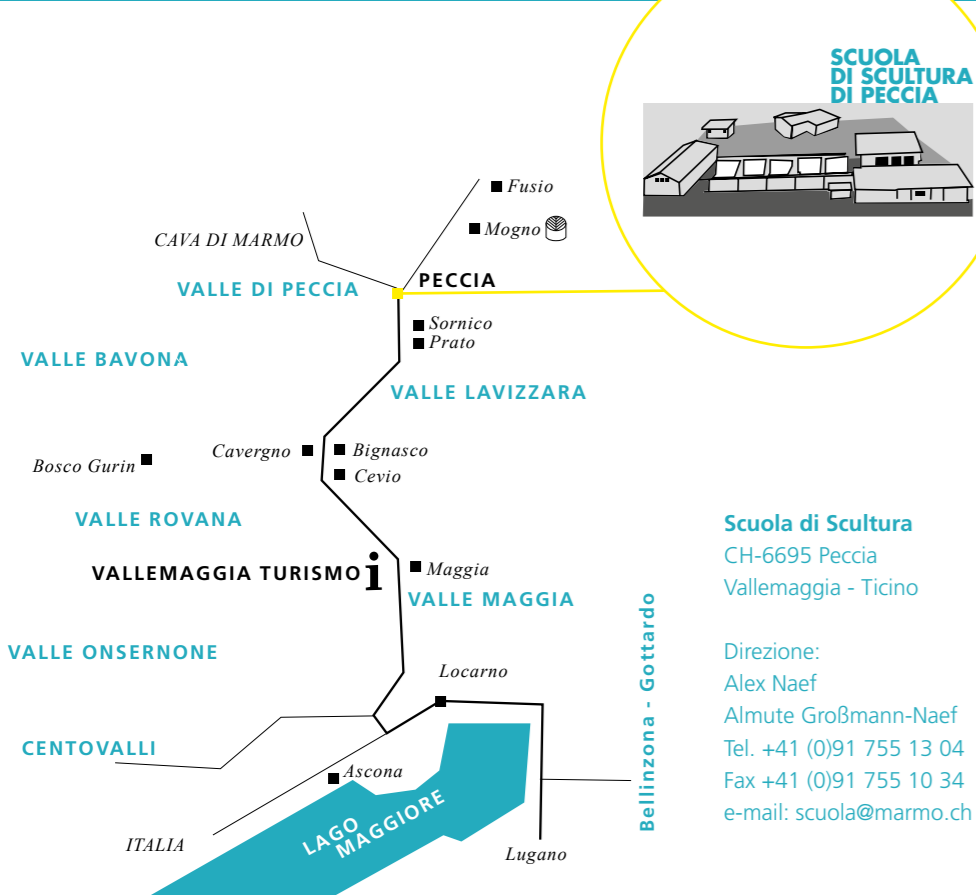 SCUOLA
DI SCULTURA
DI PECCIA
Fusio
Mogno
CAVA DI MARMO
PECCIA
VALLE DI PECCIA
Sornico
Prato
VALLE BAVONA
VALLE LAVIZZARA
Cavergno
Bignasco
Bosco Gurin
Cevio
VALLE ROVANA
VALLEMAGGIA TURISMO i
Maggia
VALLE MAGGIA
VALLE ONSERNONE
Locarno
CENTOVALLI
Ascona
LAGO
MAGGIORE
ITALIA
Lugano
Bellinzona - Gottardo
Scuola di Scultura
CH-6695 Peccia
Vallemaggia - Ticino
Direzione:
Alex Naef
Almute Großmann-Naef
Tel. +41 (0)91 755 13 04
Fax +41 (0)91 755 10 34
e-mail: scuola@marmo.ch